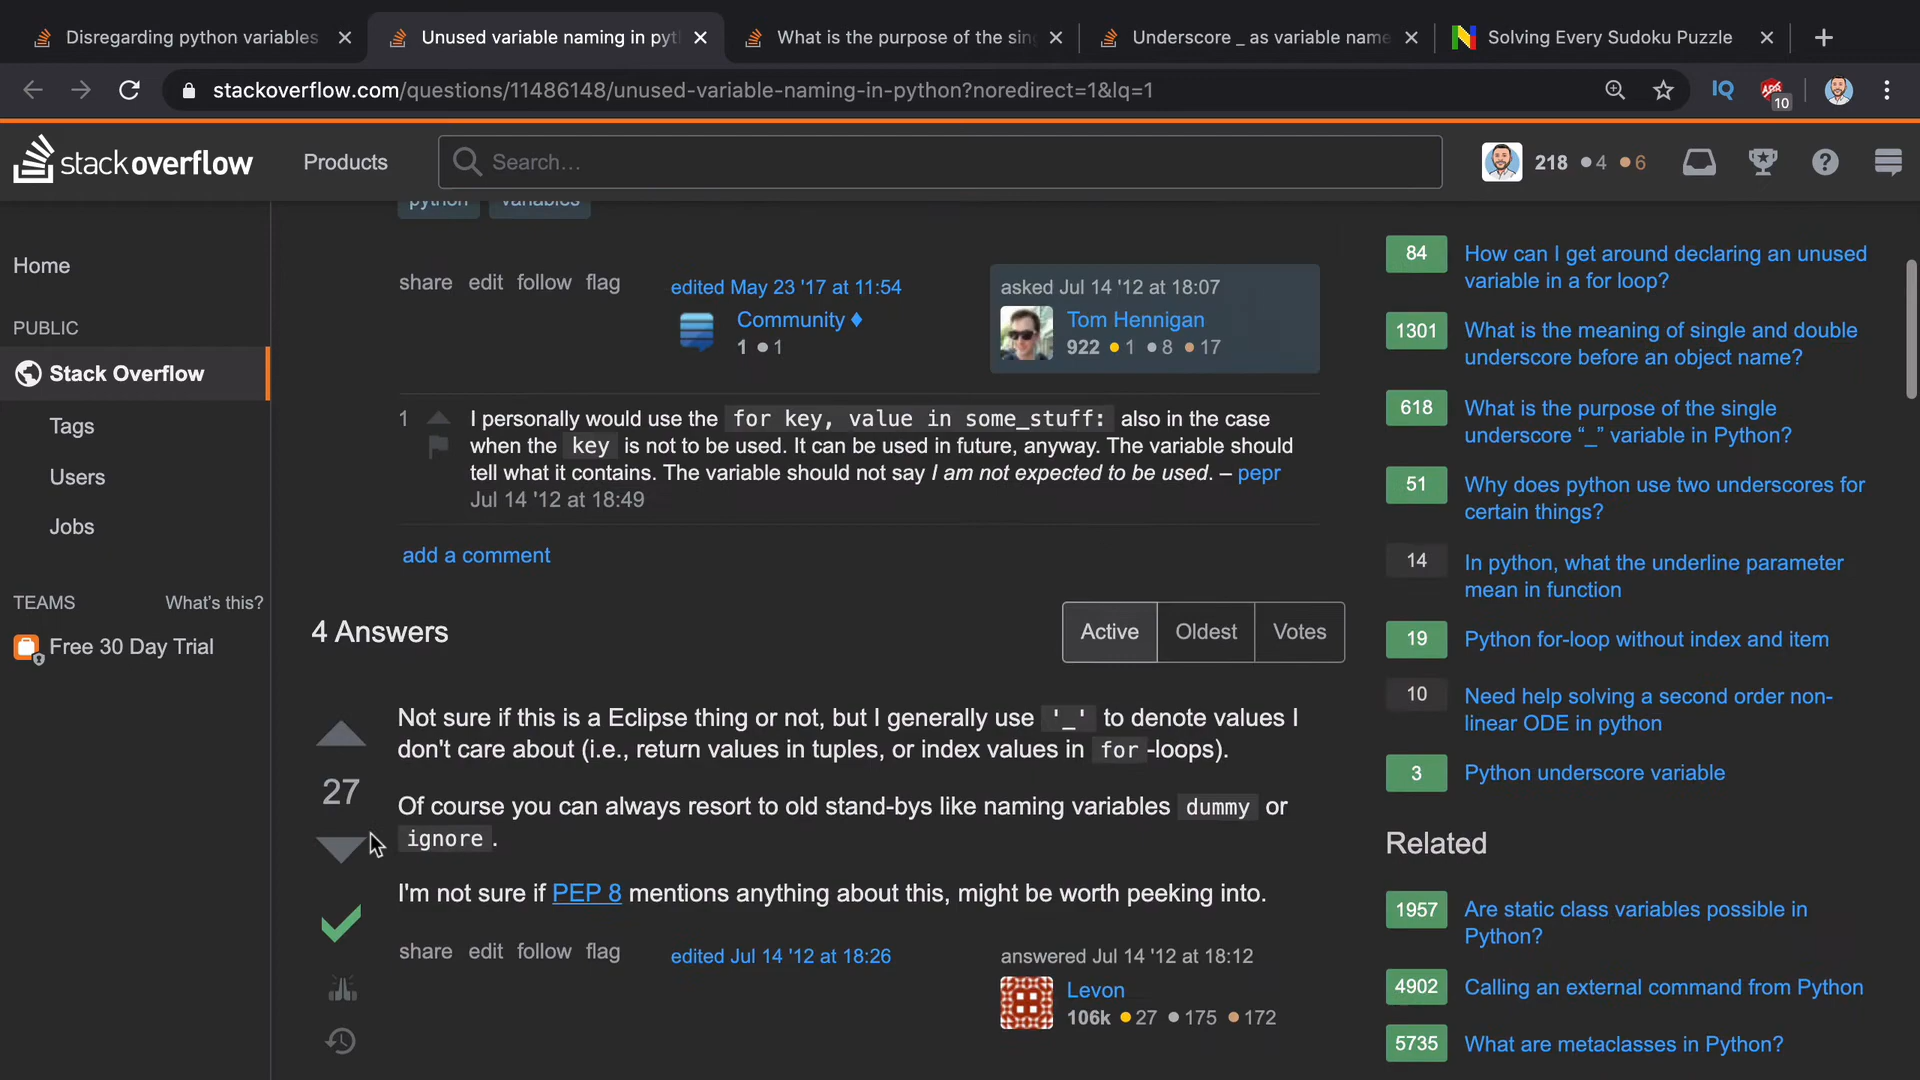 Disregarding python variables
Unused variable naming in pyt
What is the purpose of the sin
Underscore _ as variable name
Solving Every Sudoku Puzzle
stackoverflow.com/questions/11486148/unused-variable-naming-in-python?noredirect=1&lq=1
IQ
ABP
10
stack overflow
Products
Search...
218 4 6
Home
PUBLIC
Stack Overflow
Tags
Users
Jobs
TEAMS What's this?
Free 30 Day Trial
python variables
share edit follow flag
edited May 23 '17 at 11:54
Community ♦
1 1
asked Jul 14 '12 at 18:07
Tom Hennigan
922 1 8 17
1
I personally would use the for key, value in some_stuff: also in the case
when the key is not to be used. It can be used in future, anyway. The variable should
tell what it contains. The variable should not say I am not expected to be used. – pepr
Jul 14 '12 at 18:49
add a comment
4 Answers
Active Oldest Votes
27
Not sure if this is a Eclipse thing or not, but I generally use '_' to denote values I
don't care about (i.e., return values in tuples, or index values in for -loops).
Of course you can always resort to old stand-bys like naming variables dummy or
ignore .
I'm not sure if PEP 8 mentions anything about this, might be worth peeking into.
share edit follow flag
edited Jul 14 '12 at 18:26
answered Jul 14 '12 at 18:12
Levon
106k 27 175 172
84 How can I get around declaring an unused
variable in a for loop?
1301 What is the meaning of single and double
underscore before an object name?
618 What is the purpose of the single
underscore “_” variable in Python?
51 Why does python use two underscores for
certain things?
14 In python, what the underline parameter
mean in function
19 Python for-loop without index and item
10 Need help solving a second order non-
linear ODE in python
3 Python underscore variable
Related
1957 Are static class variables possible in
Python?
4902 Calling an external command from Python
5735 What are metaclasses in Python?